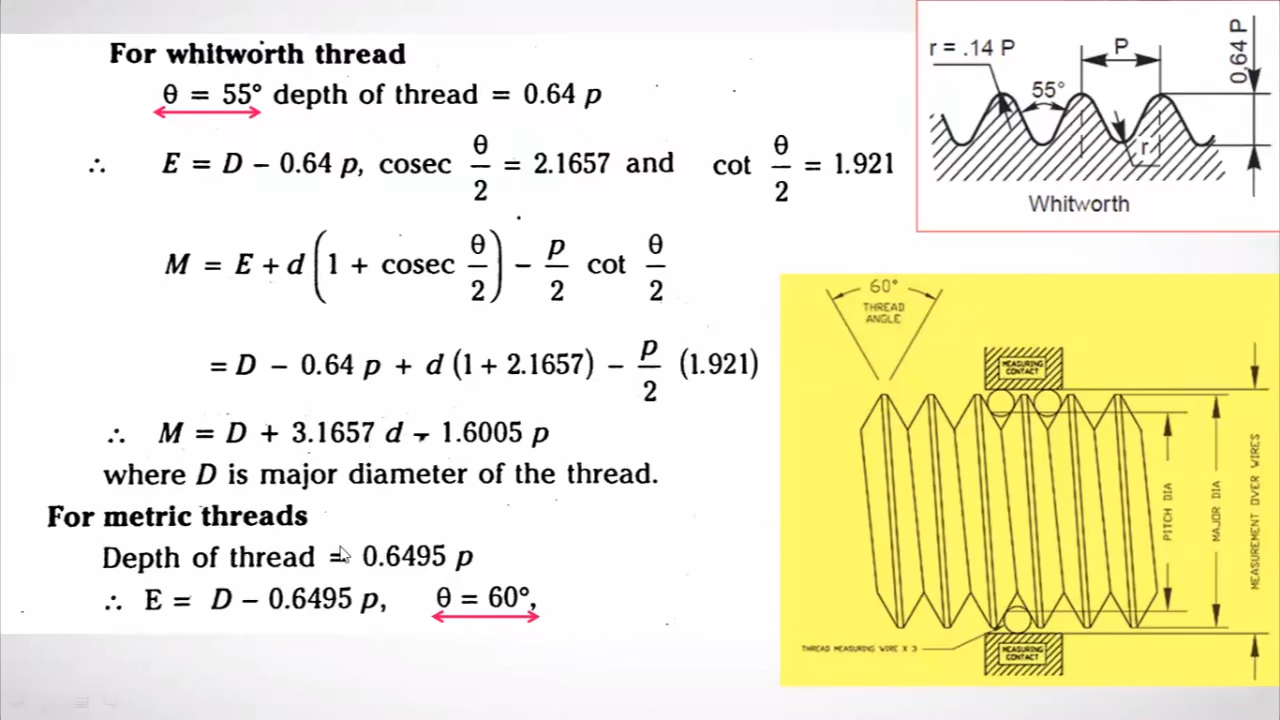 For whitworth thread
θ = 55° depth of thread = 0.64 p
∴ E = D − 0.64 p, cosec θ/2 = 2.1657 and cot θ/2 = 1.921
M = E + d (1 + cosec θ/2) − p/2 cot θ/2
= D − 0.64 p + d (1 + 2.1657) − p/2 (1.921)
∴ M = D + 3.1657 d − 1.6005 p
where D is major diameter of the thread.
For metric threads
Depth of thread = 0.6495 p
∴ E = D − 0.6495 p, θ = 60°,
r = .14 P
P
0,64 P
55°
r
Whitworth
60°
THREAD
ANGLE
MEASURING
CONTACT
PITCH DIA
MAJOR DIA
MEASUREMENT OVER WIRES
THREAD MEASURING WIRE X 3
MEASURING
CONTACT